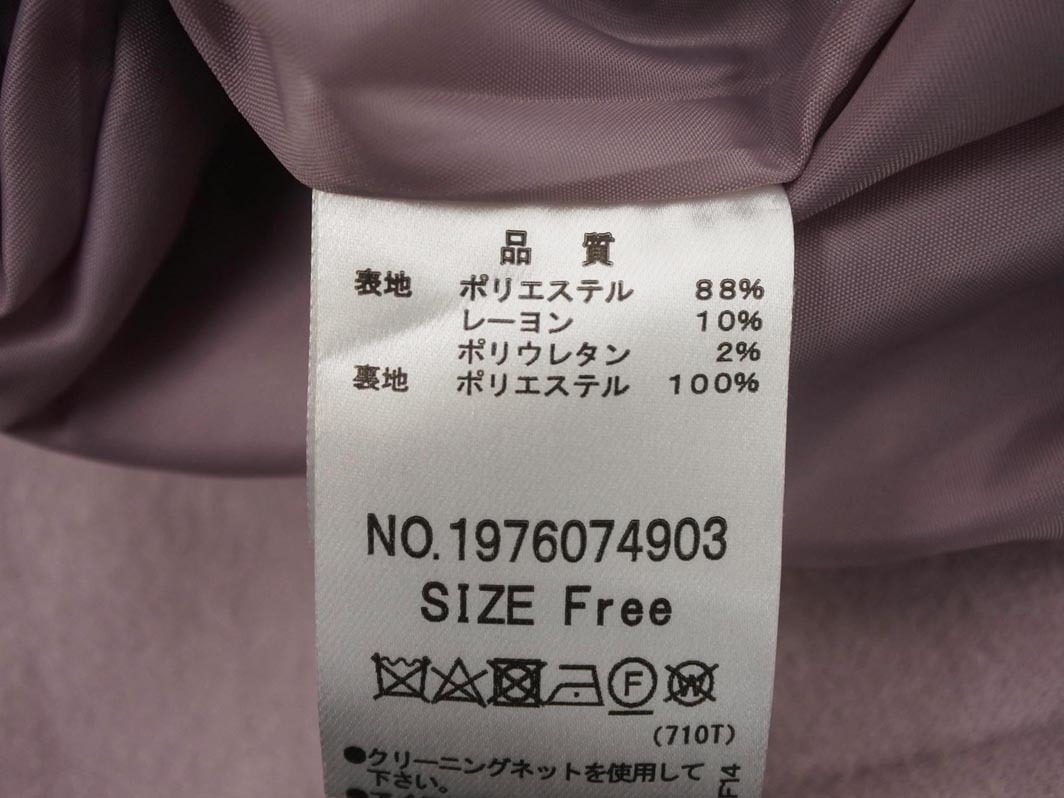 品 質
表地 ポリエステル 88%
レーヨン 10%
ポリウレタン 2%
裏地 ポリエステル 100%
NO.1976074903
SIZE Free
F W
(710T)
●クリーニングネットを使用して
下さい。
F14